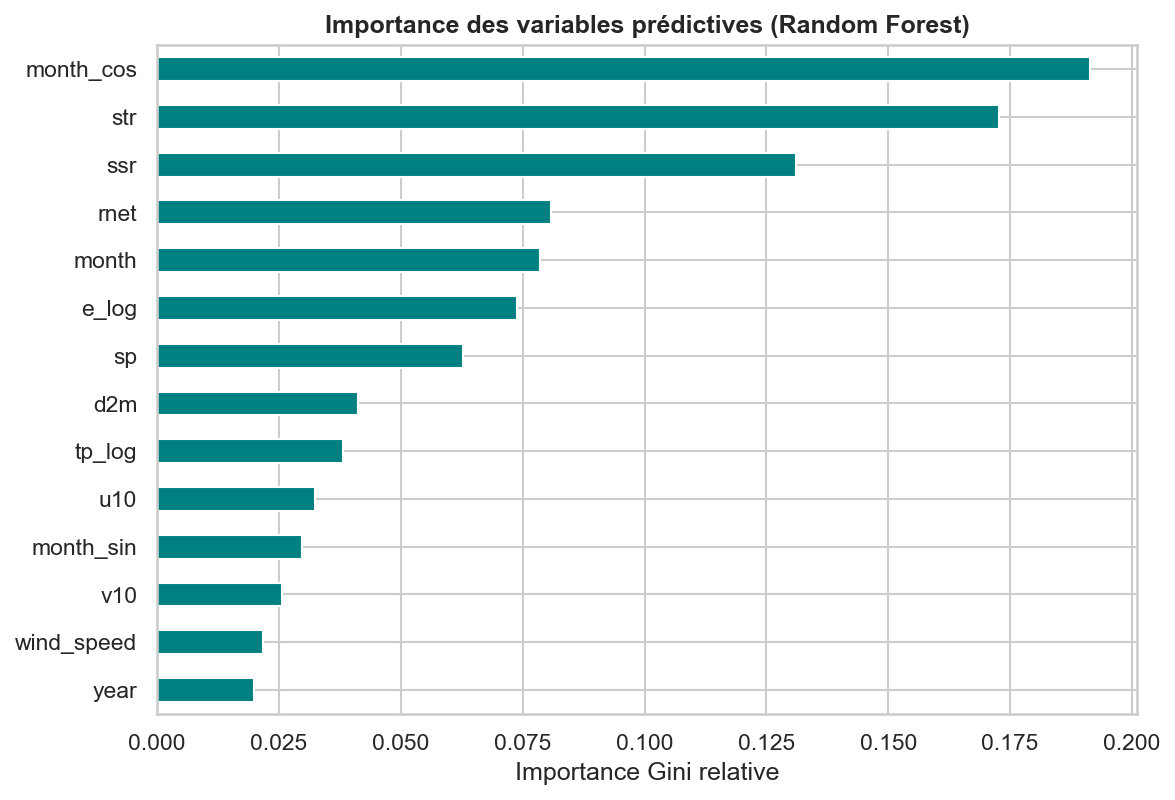 Importance des variables prédictives (Random Forest)
month_cos
str
ssr
rnet
month
e_log
sp
d2m
tp_log
u10
month_sin
v10
wind_speed
year
0.000 0.025 0.050 0.075 0.100 0.125 0.150 0.175 0.200
Importance Gini relative